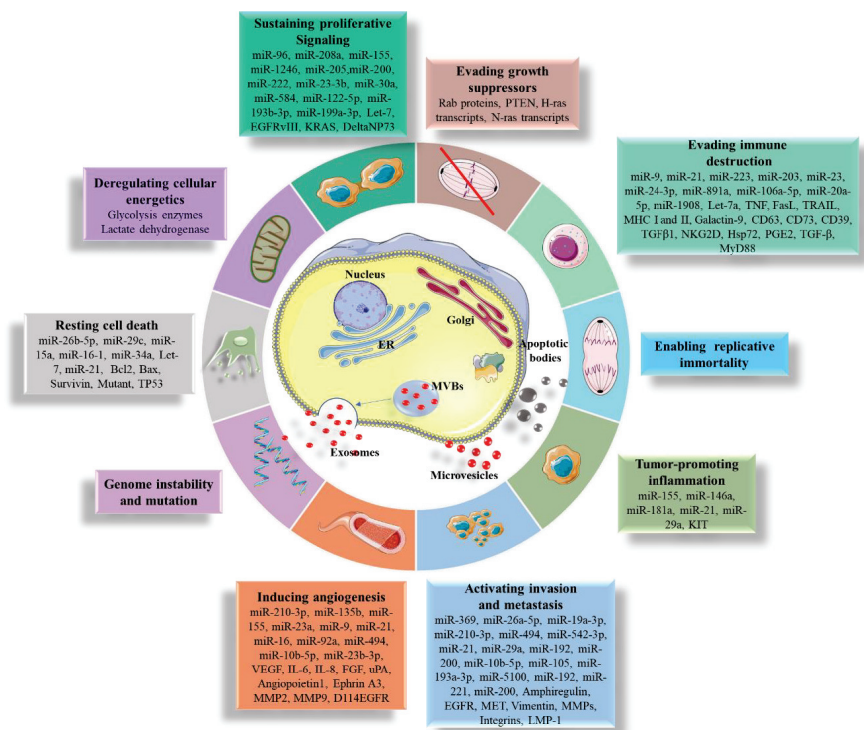 Sustaining proliferative
Signaling
miR-96, miR-208a, miR-155,
miR-1246, miR-205,miR-200,
miR-222, miR-23-3b, miR-30a,
miR-584, miR-122-5p, miR-
193b-3p, miR-199a-3p, Let-7,
EGFRvIII, KRAS, DeltaNP73
Evading growth
suppressors
Rab proteins, PTEN, H-ras
transcripts, N-ras transcripts
Evading immune
destruction
miR-9, miR-21, miR-223, miR-203, miR-23,
miR-24-3p, miR-891a, miR-106a-5p, miR-20a-
5p, miR-1908, Let-7a, TNF, FasL, TRAIL,
MHC I and II, Galactin-9, CD63, CD73, CD39,
TGFβ1, NKG2D, Hsp72, PGE2, TGF-β,
MyD88
Deregulating cellular
energetics
Glycolysis enzymes
Lactate dehydrogenase
Nucleus
Golgi
ER
Apoptotic
bodies
MVBs
Exosomes
Microvesicles
Resting cell death
miR-26b-5p, miR-29c, miR-
15a, miR-16-1, miR-34a, Let-
7, miR-21, Bcl2, Bax,
Survivin, Mutant, TP53
Enabling replicative
immortality
Genome instability
and mutation
Tumor-promoting
inflammation
miR-155, miR-146a,
miR-181a, miR-21, miR-
29a, KIT
Inducing angiogenesis
miR-210-3p, miR-135b, miR-
155, miR-23a, miR-9, miR-21,
miR-16, miR-92a, miR-494,
miR-10b-5p, miR-23b-3p,
VEGF, IL-6, IL-8, FGF, uPA,
Angiopoietin1, Ephrin A3,
MMP2, MMP9, D114EGFR
Activating invasion
and metastasis
miR-369, miR-26a-5p, miR-19a-3p,
miR-210-3p, miR-494, miR-542-3p,
miR-21, miR-29a, miR-192, miR-
200, miR-10b-5p, miR-105, miR-
193a-3p, miR-5100, miR-192, miR-
221, miR-200, Amphiregulin,
EGFR, MET, Vimentin, MMPs,
Integrins, LMP-1